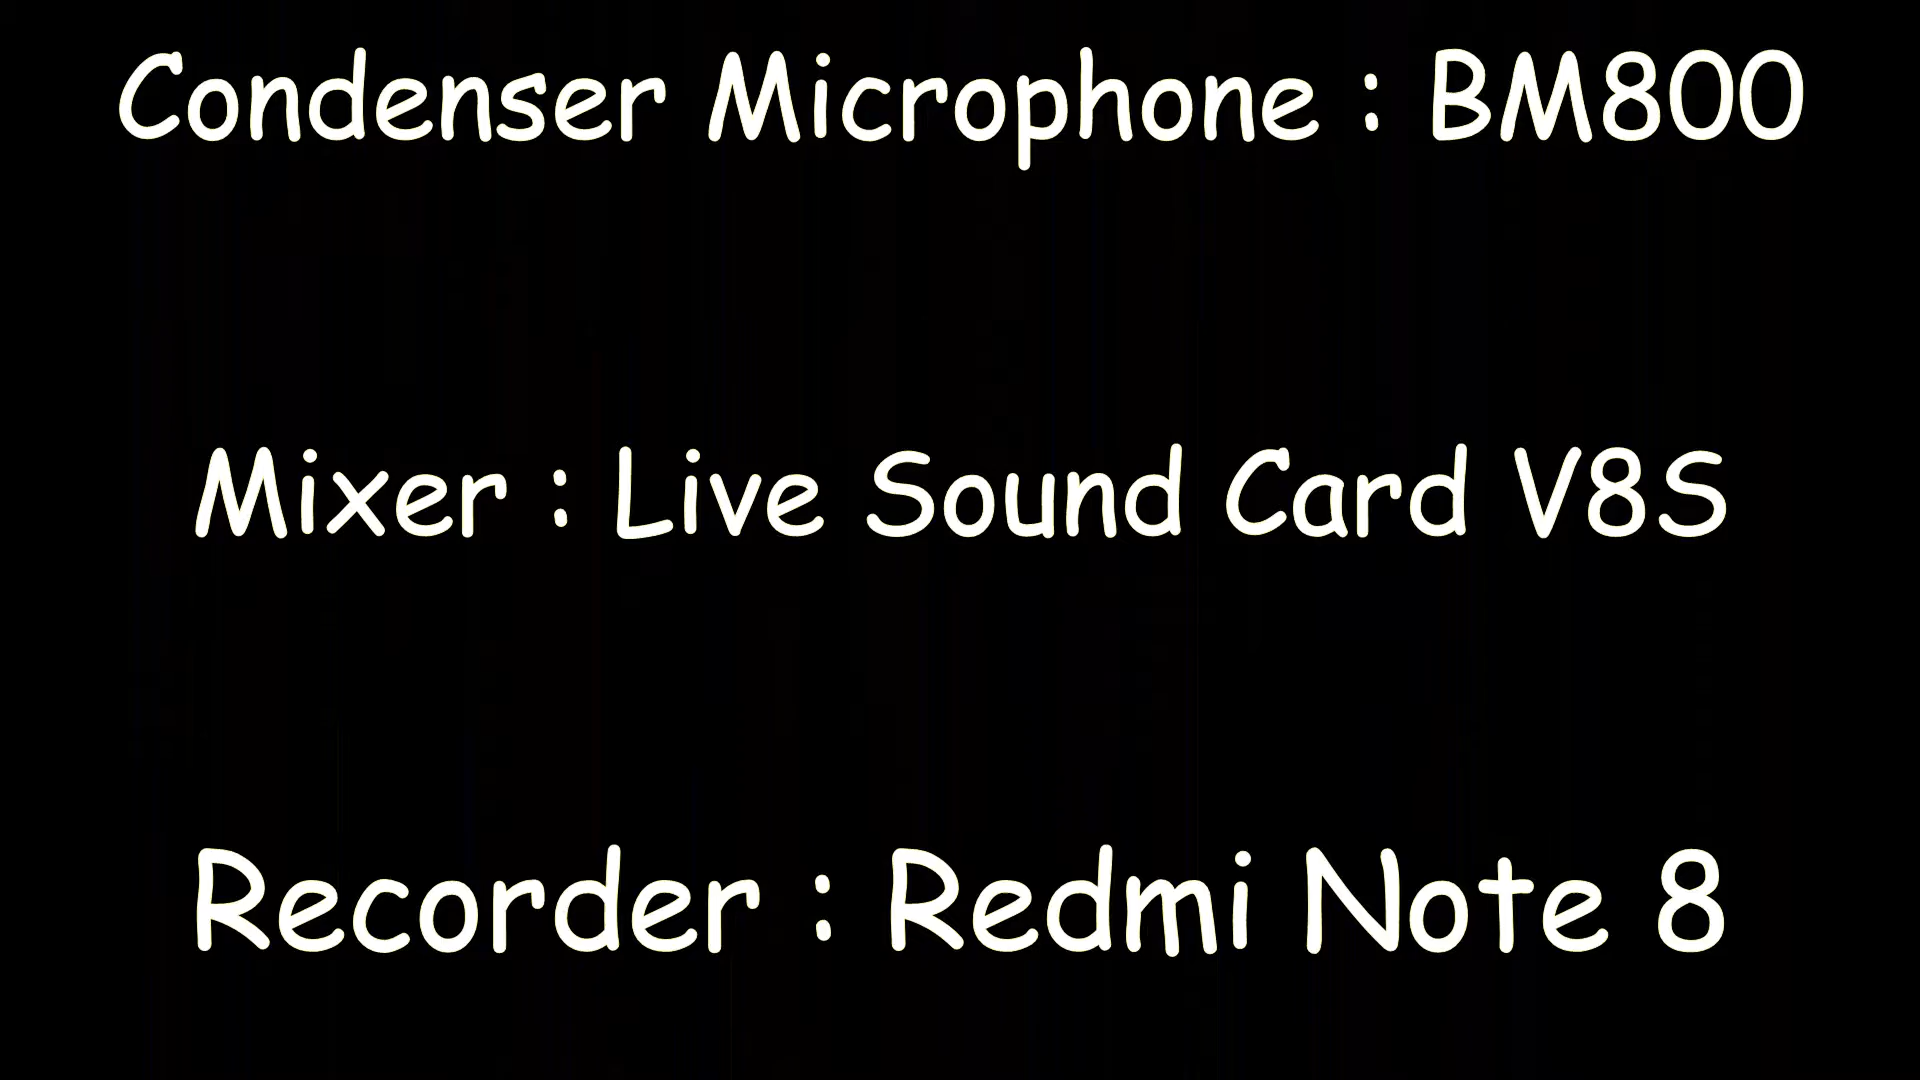 Condenser Microphone : BM800
Mixer : Live Sound Card V8S
Recorder : Redmi Note 8